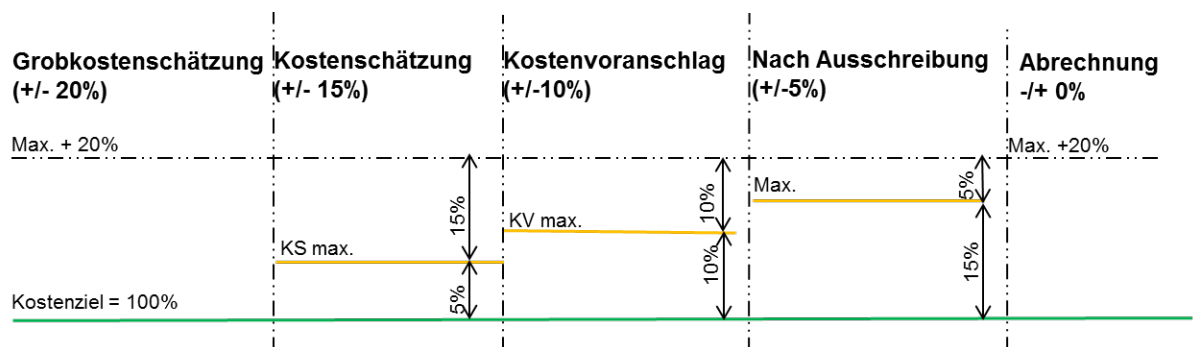 Grobkostenschätzung
(+/- 20%)
Kostenschätzung
(+/- 15%)
Kostenvoranschlag
(+/-10%)
Nach Ausschreibung
(+/-5%)
Abrechnung
-/+ 0%
Max. + 20%
Max. +20%
15%
10%
Max.
5%
KV max.
KS max.
5%
10%
15%
Kostenziel = 100%